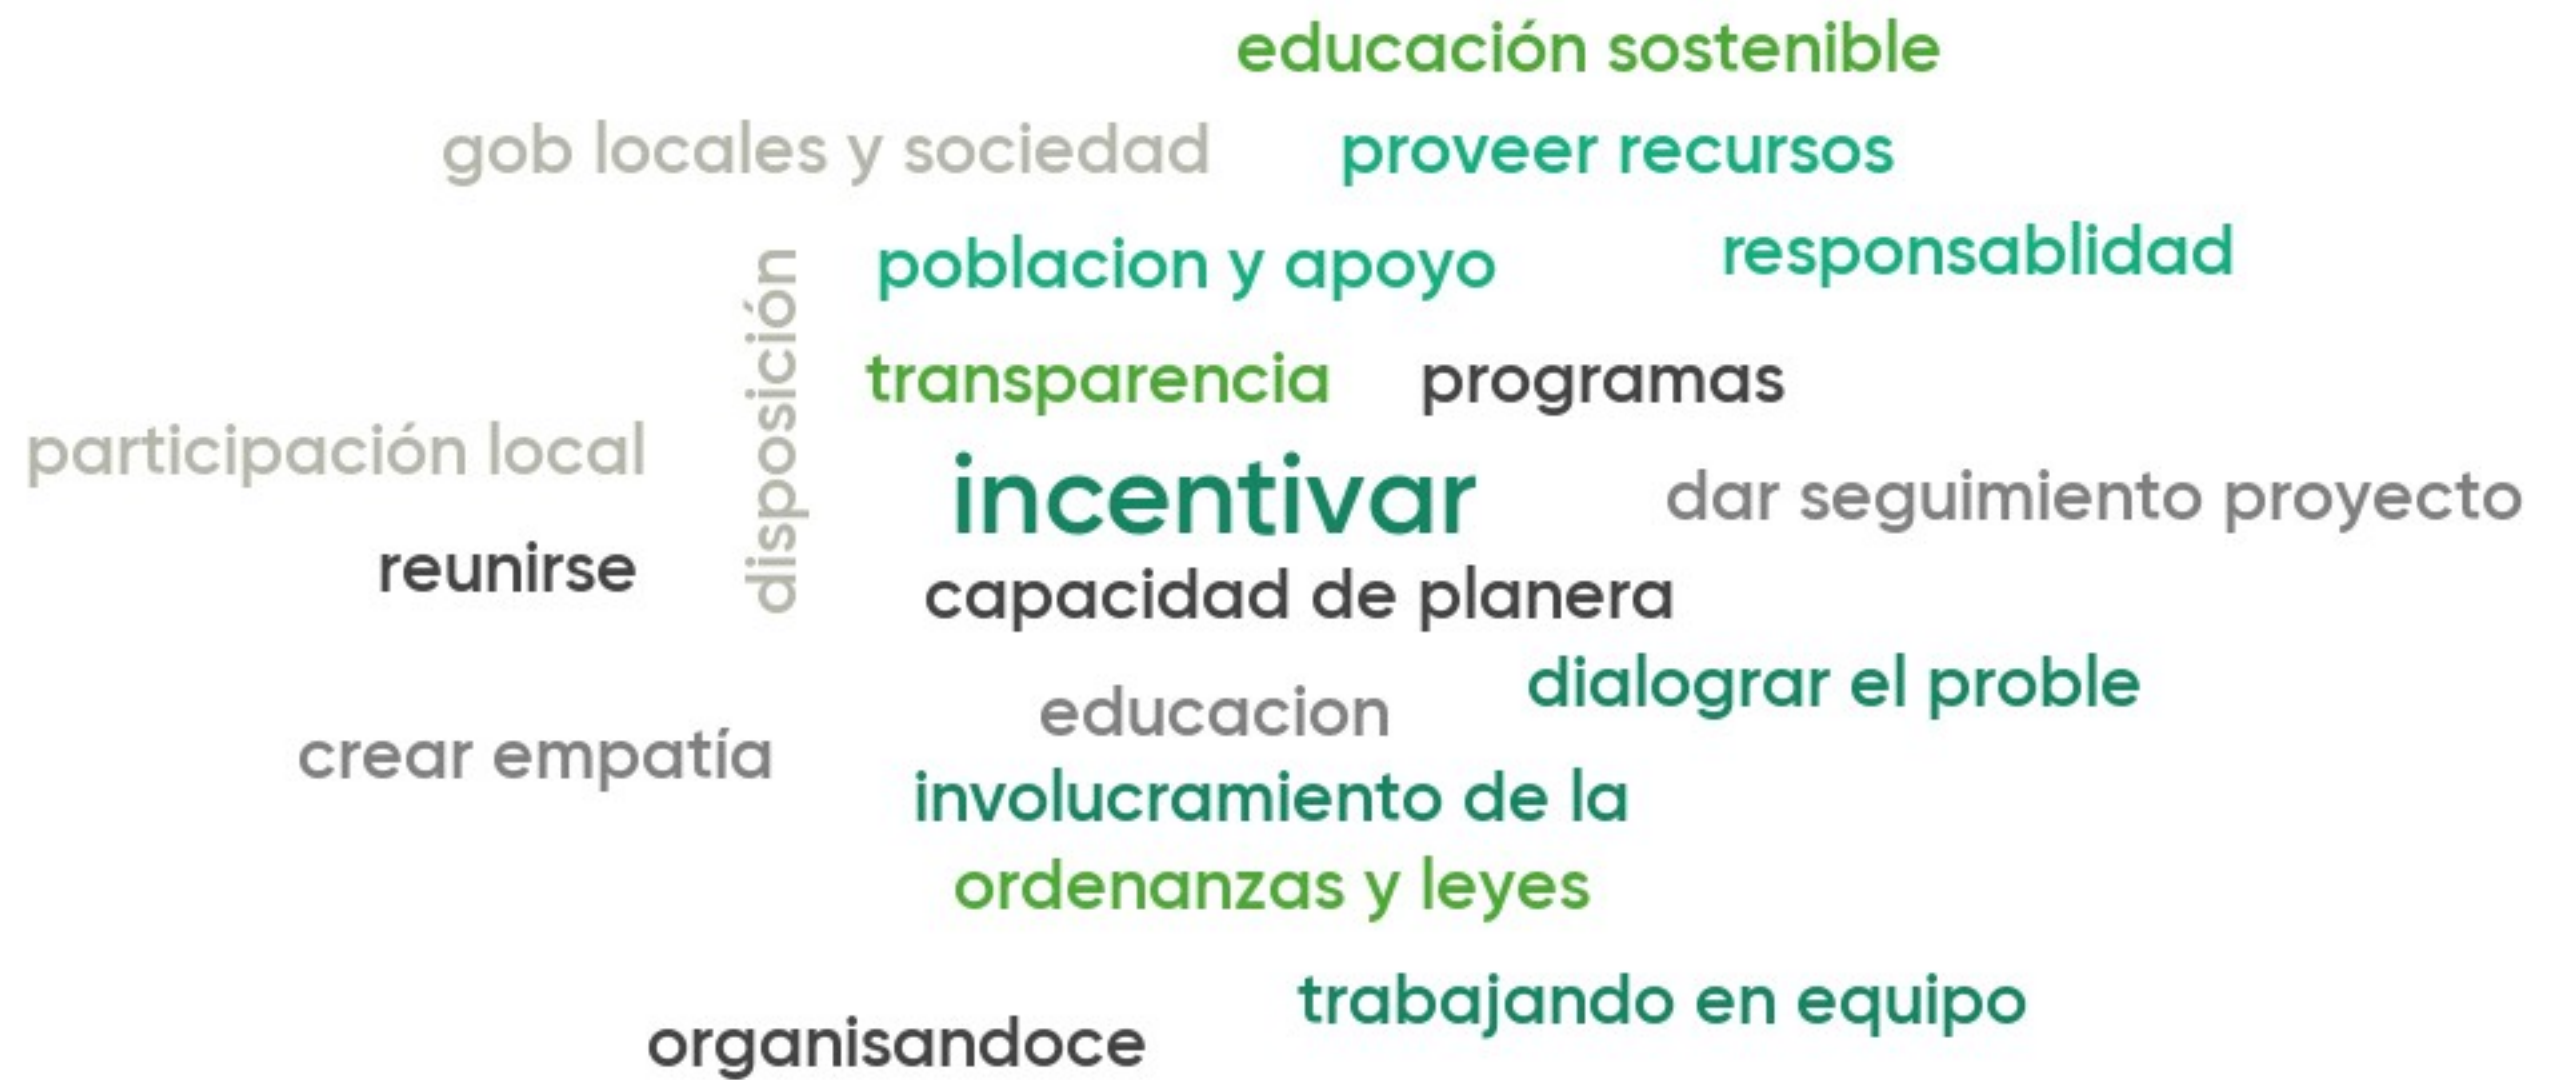 educación sostenible
gob locales y sociedad
proveer recursos
poblacion y apoyo
responsablidad
disposición
transparencia
programas
participación local
incentivar
dar seguimiento proyecto
reunirse
capacidad de planera
dialograr el proble
educacion
crear empatía
involucramiento de la
ordenanzas y leyes
trabajando en equipo
organisandoce